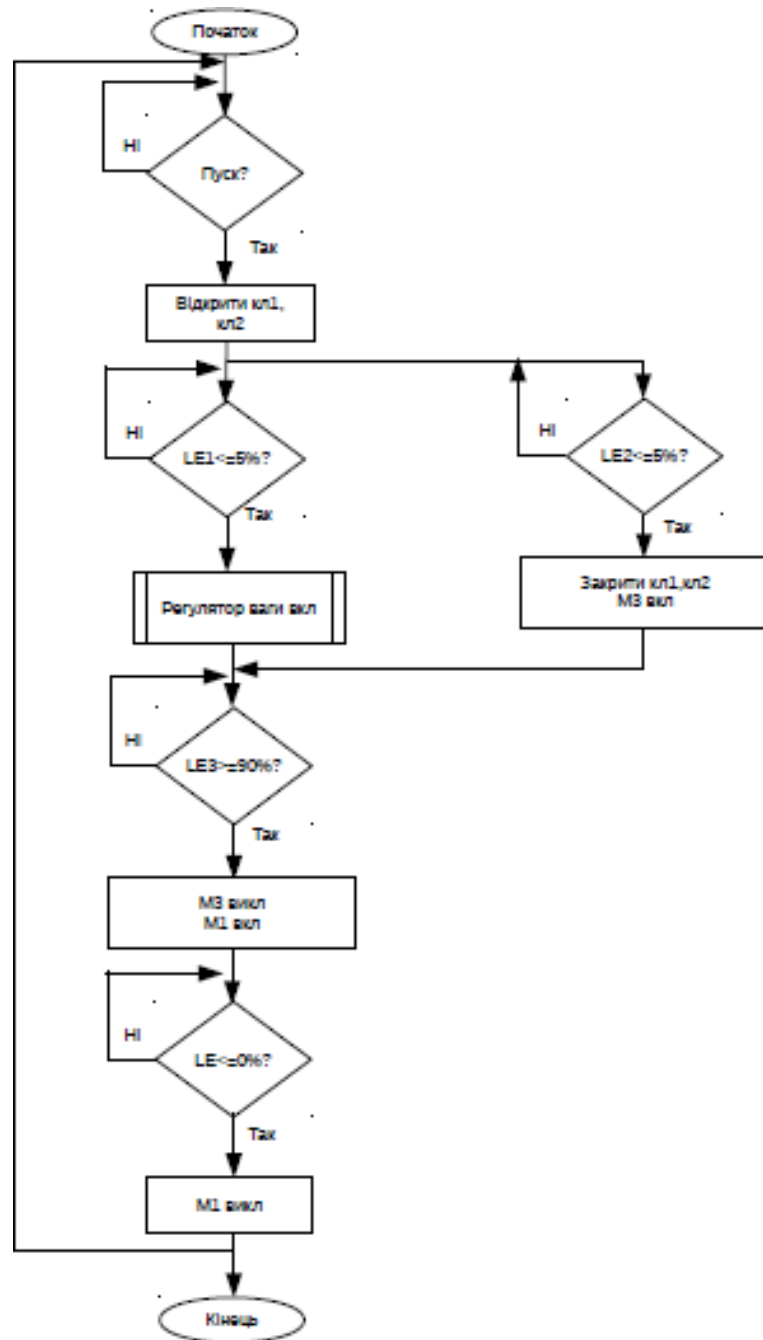 Початок
Ні
Пуск?
Так
Відкрити кл1,
кл2
Ні
LE1<=5%?
Так
Ні
LE2<=5%?
Так
Регулятор ваги вкл
Закрити кл1,кл2
М3 вкл
Ні
LE3>=90%?
Так
М3 викл
М1 вкл
Ні
LE<=0%?
Так
М1 викл
Кінець